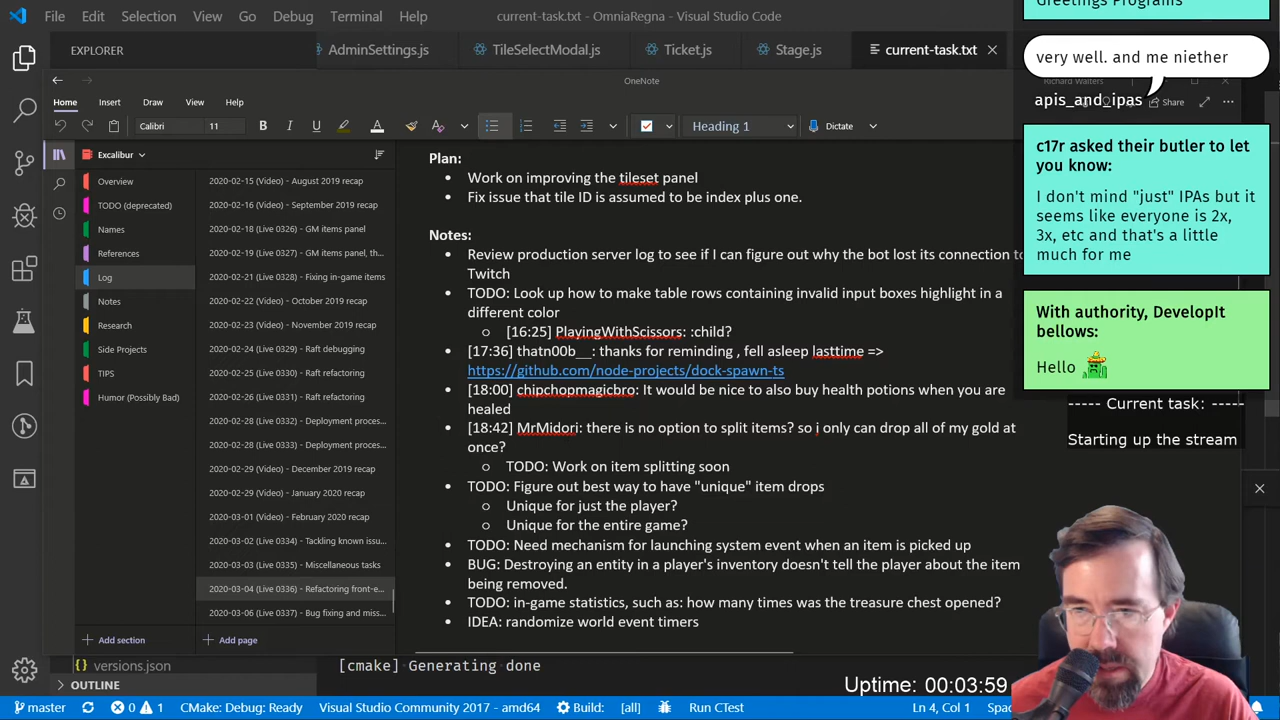 File Edit Selection View Go Debug Terminal Help
current-task.txt - OmniaRegna - Visual Studio Code
EXPLORER
AdminSettings.js TileSelectModal.js Ticket.js Stage.js current-task.txt
OneNote
Richard Walters
Home Insert Draw View Help
Share
Calibri 11 B I U A Heading 1 Dictate
Excalibur
Overview
TODO (deprecated)
Names
References
Log
Notes
Research
Side Projects
TIPS
Humor (Possibly Bad)
Add section
2020-02-15 (Video) - August 2019 recap
2020-02-16 (Video) - September 2019 recap
2020-02-18 (Live 0326) - GM items panel
2020-02-19 (Live 0327) - GM items panel, th...
2020-02-21 (Live 0328) - Fixing in-game items
2020-02-22 (Video) - October 2019 recap
2020-02-23 (Video) - November 2019 recap
2020-02-24 (Live 0329) - Raft debugging
2020-02-25 (Live 0330) - Raft refactoring
2020-02-26 (Live 0331) - Raft refactoring
2020-02-28 (Live 0332) - Deployment proces...
2020-02-28 (Live 0333) - Deployment proces...
2020-02-29 (Video) - December 2019 recap
2020-02-29 (Video) - January 2020 recap
2020-03-01 (Video) - February 2020 recap
2020-03-02 (Live 0334) - Tackling known issu...
2020-03-03 (Live 0335) - Miscellaneous tasks
2020-03-04 (Live 0336) - Refactoring front-e...
2020-03-06 (Live 0337) - Bug fixing and miss...
Add page
Plan:
• Work on improving the tileset panel
• Fix issue that tile ID is assumed to be index plus one.
Notes:
• Review production server log to see if I can figure out why the bot lost its connection to
Twitch
• TODO: Look up how to make table rows containing invalid input boxes highlight in a
different color
○ [16:25] PlayingWithScissors: :child?
• [17:36] thatn00b__: thanks for reminding , fell asleep lasttime =>
https://github.com/node-projects/dock-spawn-ts
• [18:00] chipchopmagicbro: It would be nice to also buy health potions when you are
healed
• [18:42] MrMidori: there is no option to split items? so i only can drop all of my gold at
once?
○ TODO: Work on item splitting soon
• TODO: Figure out best way to have "unique" item drops
○ Unique for just the player?
○ Unique for the entire game?
• TODO: Need mechanism for launching system event when an item is picked up
• BUG: Destroying an entity in a player's inventory doesn't tell the player about the item
being removed.
• TODO: in-game statistics, such as: how many times was the treasure chest opened?
• IDEA: randomize world event timers
Greetings Programs
very well. and me niether
apis_and_ipas
c17r asked their butler to let
you know:
I don't mind "just" IPAs but it
seems like everyone is 2x,
3x, etc and that's a little
much for me
With authority, DevelopIt
bellows:
Hello
----- Current task: -----
Starting up the stream
versions.json
OUTLINE
[cmake] Generating done
Uptime: 00:03:59
master 0 1 CMake: Debug: Ready Visual Studio Community 2017 - amd64 Build: [all] Run CTest Ln 4, Col 1 Spaces